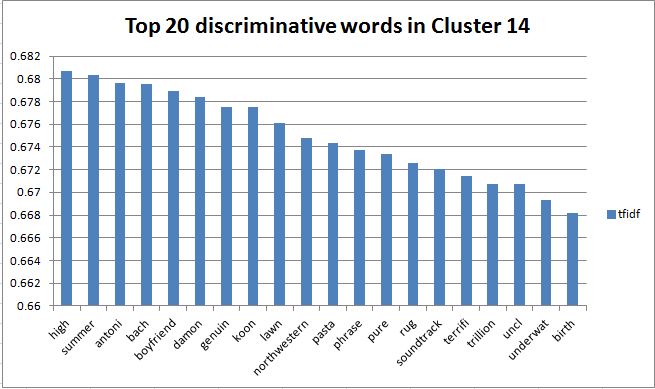 Top 20 discriminative words in Cluster 14
0.682
0.68
0.678
0.676
0.674
0.672
0.67
0.668
0.666
0.664
0.662
0.66
high
summer
antoni
bach
boyfriend
damon
genuin
koon
lawn
northwestern
pasta
phrase
pure
rug
soundtrack
terrifi
trillion
uncl
underwat
birth
tfidf